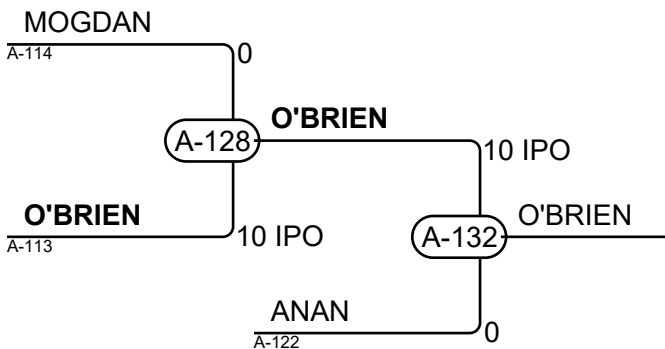 MOGDAN
A-114
0
A-128
O'BRIEN
10 IPO
O'BRIEN
A-113
10 IPO
A-132
O'BRIEN
ANAN
A-122
0